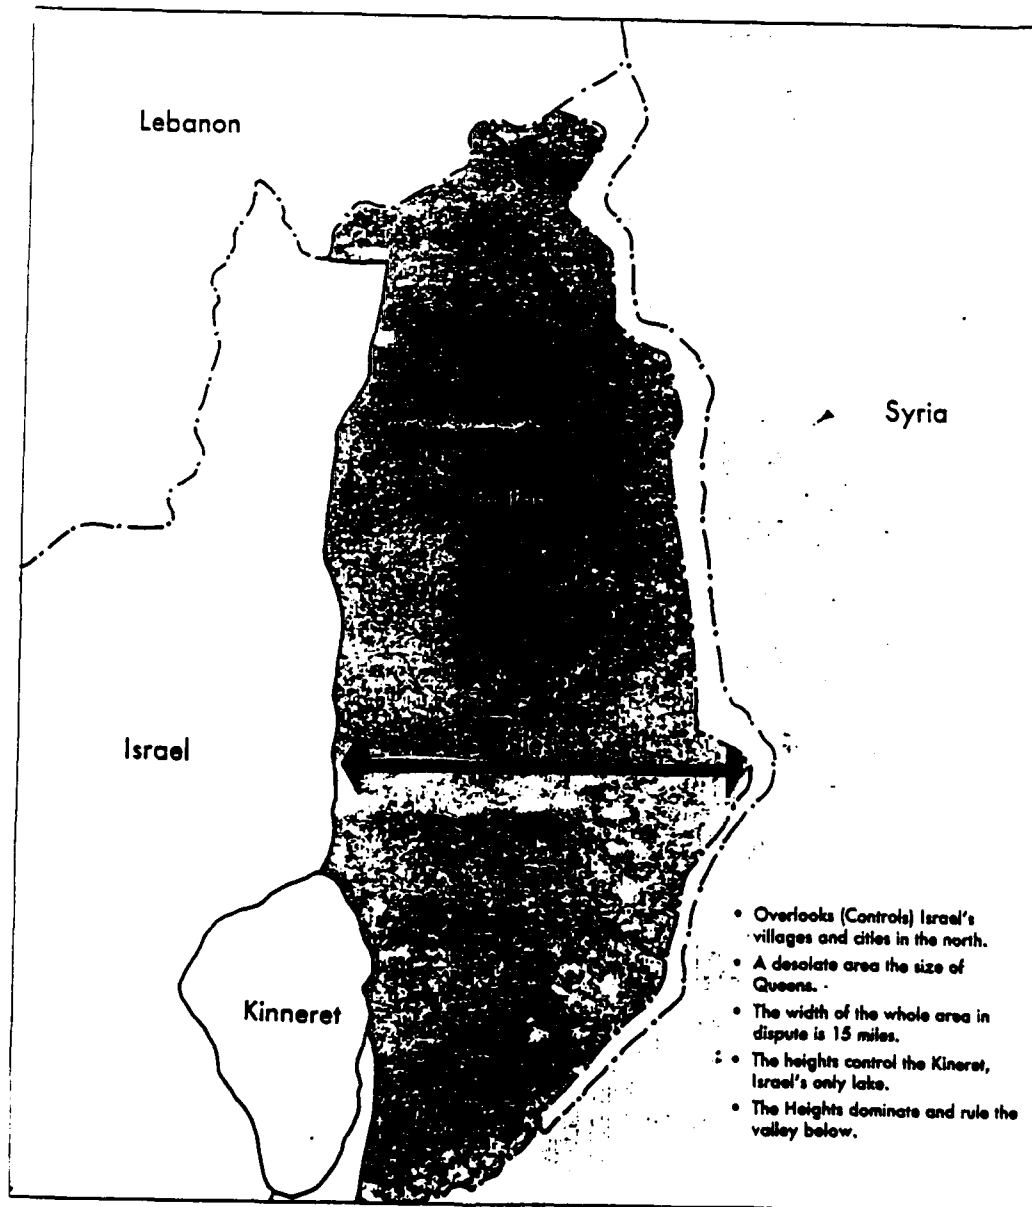 Lebanon
Syria
Israel
Kinneret
• Overlooks (Controls) Israel's
villages and cities in the north.
• A desolate area the size of
Queens.
• The width of the whole area in
dispute is 15 miles.
• The heights control the Kineret,
Israel's only lake.
• The Heights dominate and rule the
valley below.